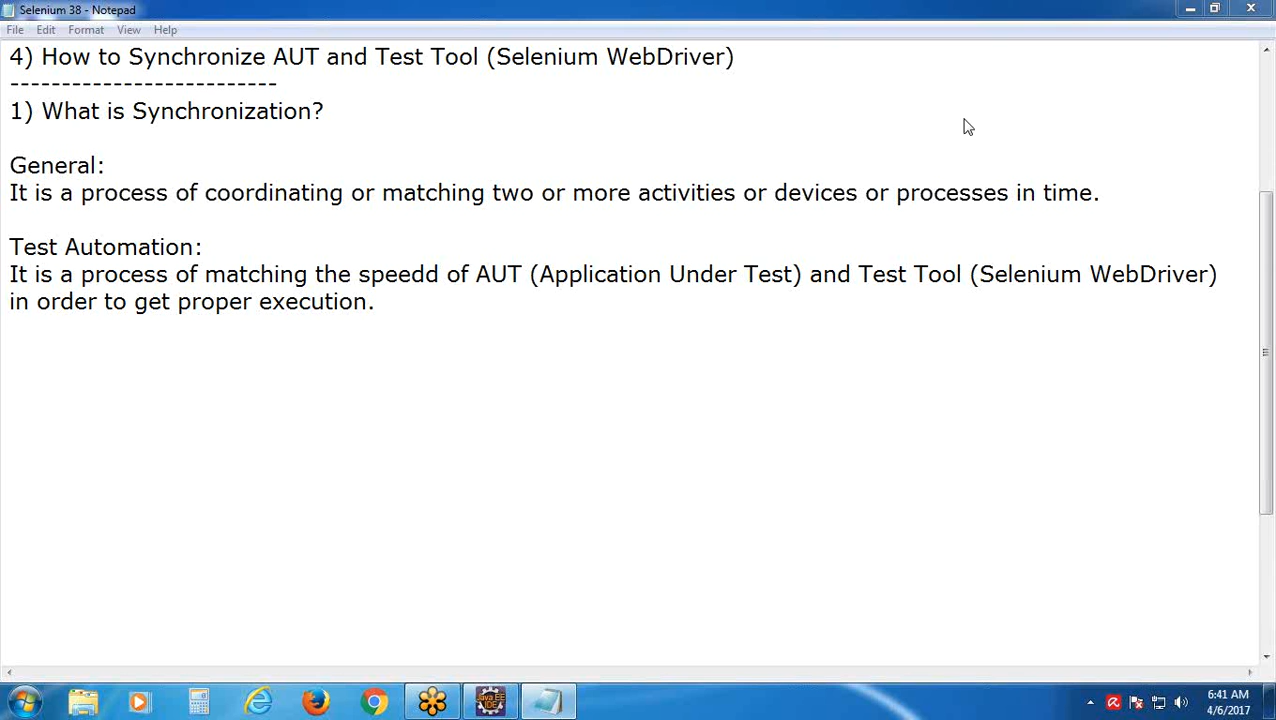 Selenium 38 - Notepad
File Edit Format View Help
4) How to Synchronize AUT and Test Tool (Selenium WebDriver)
--------------------------
1) What is Synchronization?
General:
It is a process of coordinating or matching two or more activities or devices or processes in time.
Test Automation:
It is a process of matching the speedd of AUT (Application Under Test) and Test Tool (Selenium WebDriver)
in order to get proper execution.
Java EE
IDE
6:41 AM
4/6/2017